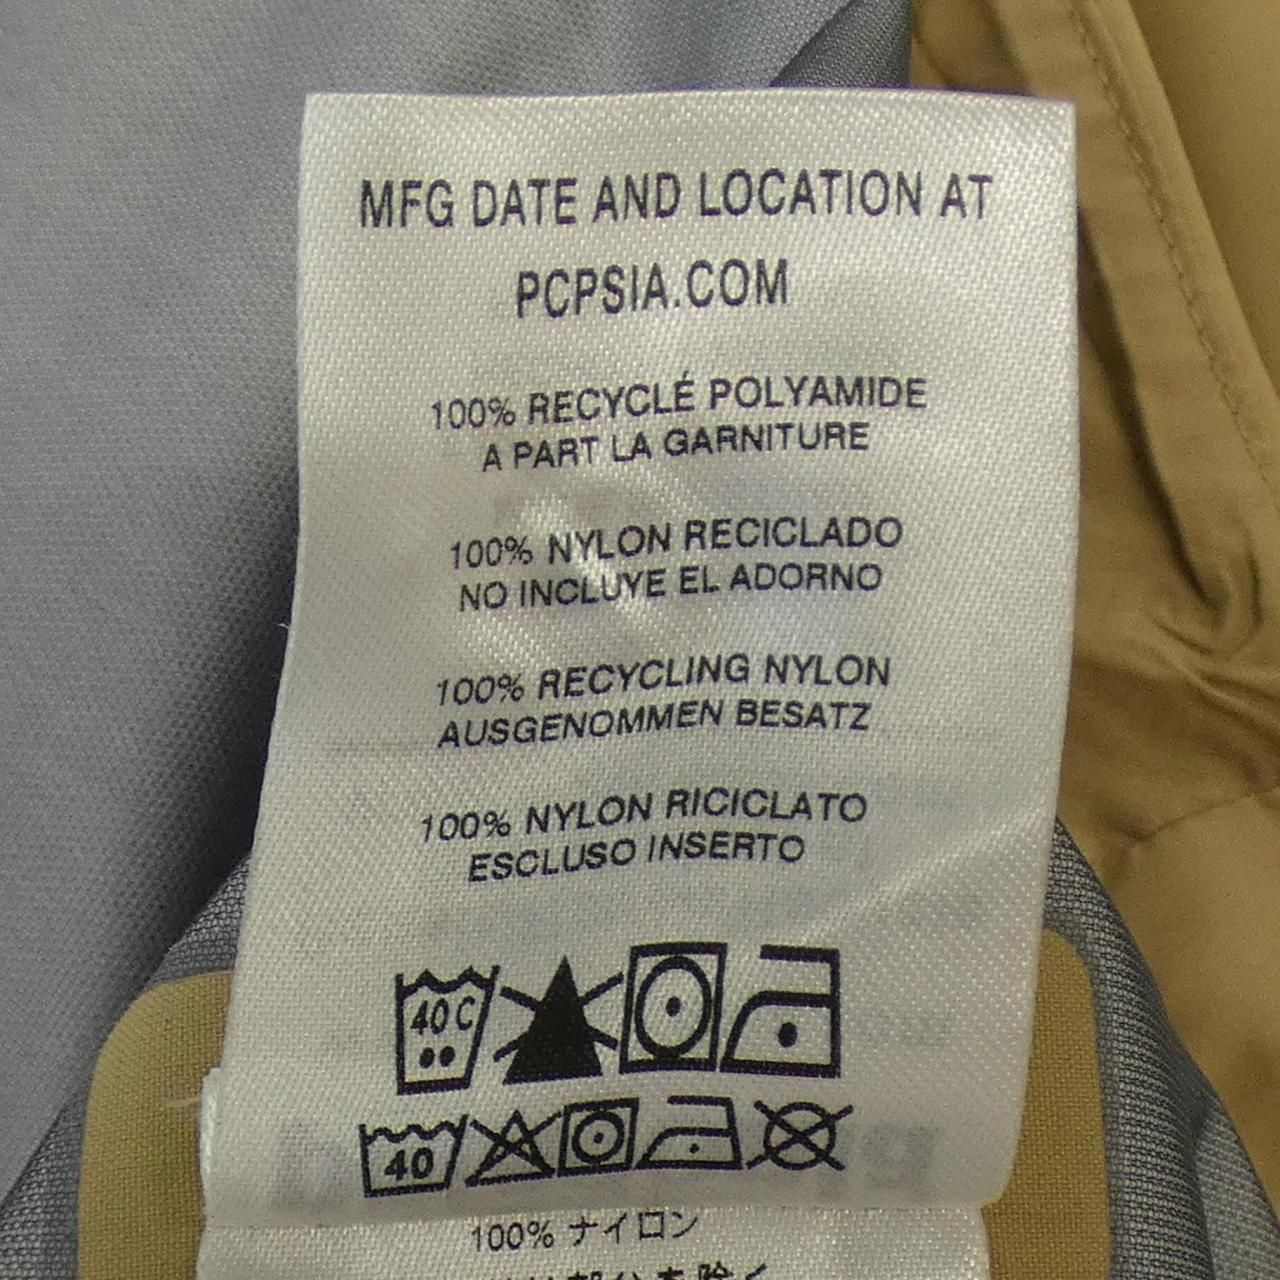 MFG DATE AND LOCATION AT
PCPSIA.COM
100% RECYCLÉ POLYAMIDE
A PART LA GARNITURE
100% NYLON RECICLADO
NO INCLUYE EL ADORNO
100% RECYCLING NYLON
AUSGENOMMEN BESATZ
100% NYLON RICICLATO
ESCLUSO INSERTO
40 C
40
100% ナイロン